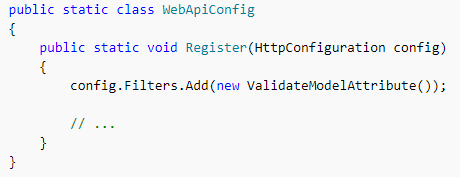 public static class WebApiConfig
{
    public static void Register(HttpConfiguration config)
    {
        config.Filters.Add(new ValidateModelAttribute());

        // ...
    }
}